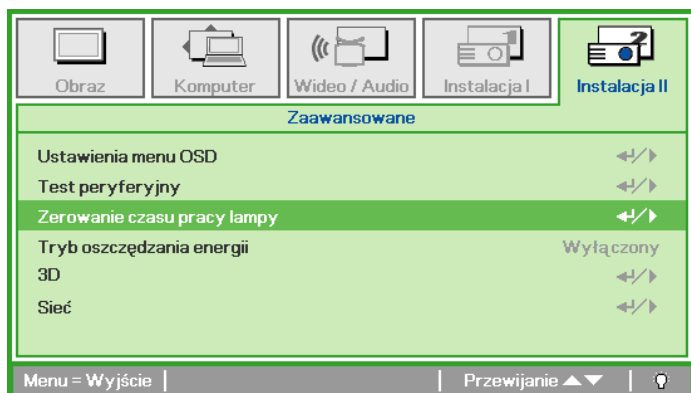 Obraz
Komputer
Wideo / Audio
Instalacja I
Instalacja II
Zaawansowane
Ustawienia menu OSD
Test peryferyjny
Zerowanie czasu pracy lampy
Tryb oszczędzania energii Wyłączony
3D
Sieć
Menu = Wyjście | | Przewijanie ▲▼ |